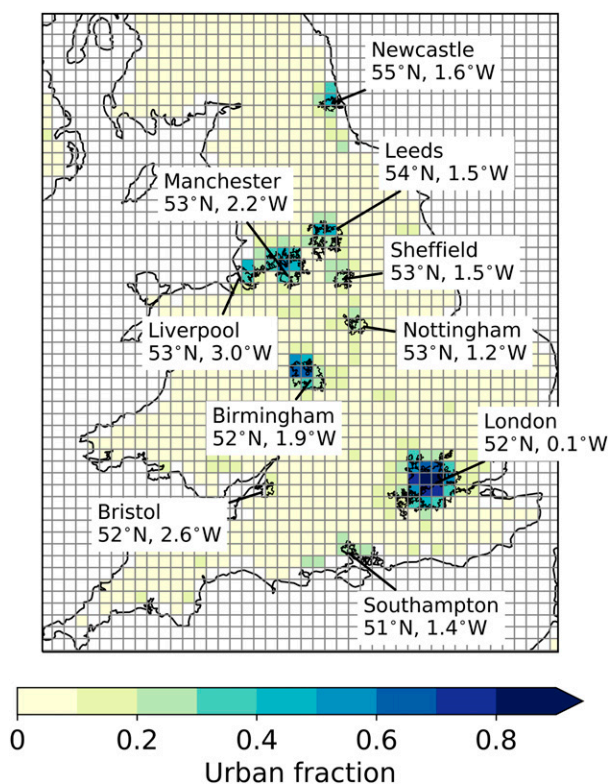 Newcastle
55°N, 1.6°W
Leeds
54°N, 1.5°W
Manchester
53°N, 2.2°W
Sheffield
53°N, 1.5°W
Liverpool
53°N, 3.0°W
Nottingham
53°N, 1.2°W
Birmingham
52°N, 1.9°W
London
52°N, 0.1°W
Bristol
52°N, 2.6°W
Southampton
51°N, 1.4°W
0 0.2 0.4 0.6 0.8
Urban fraction